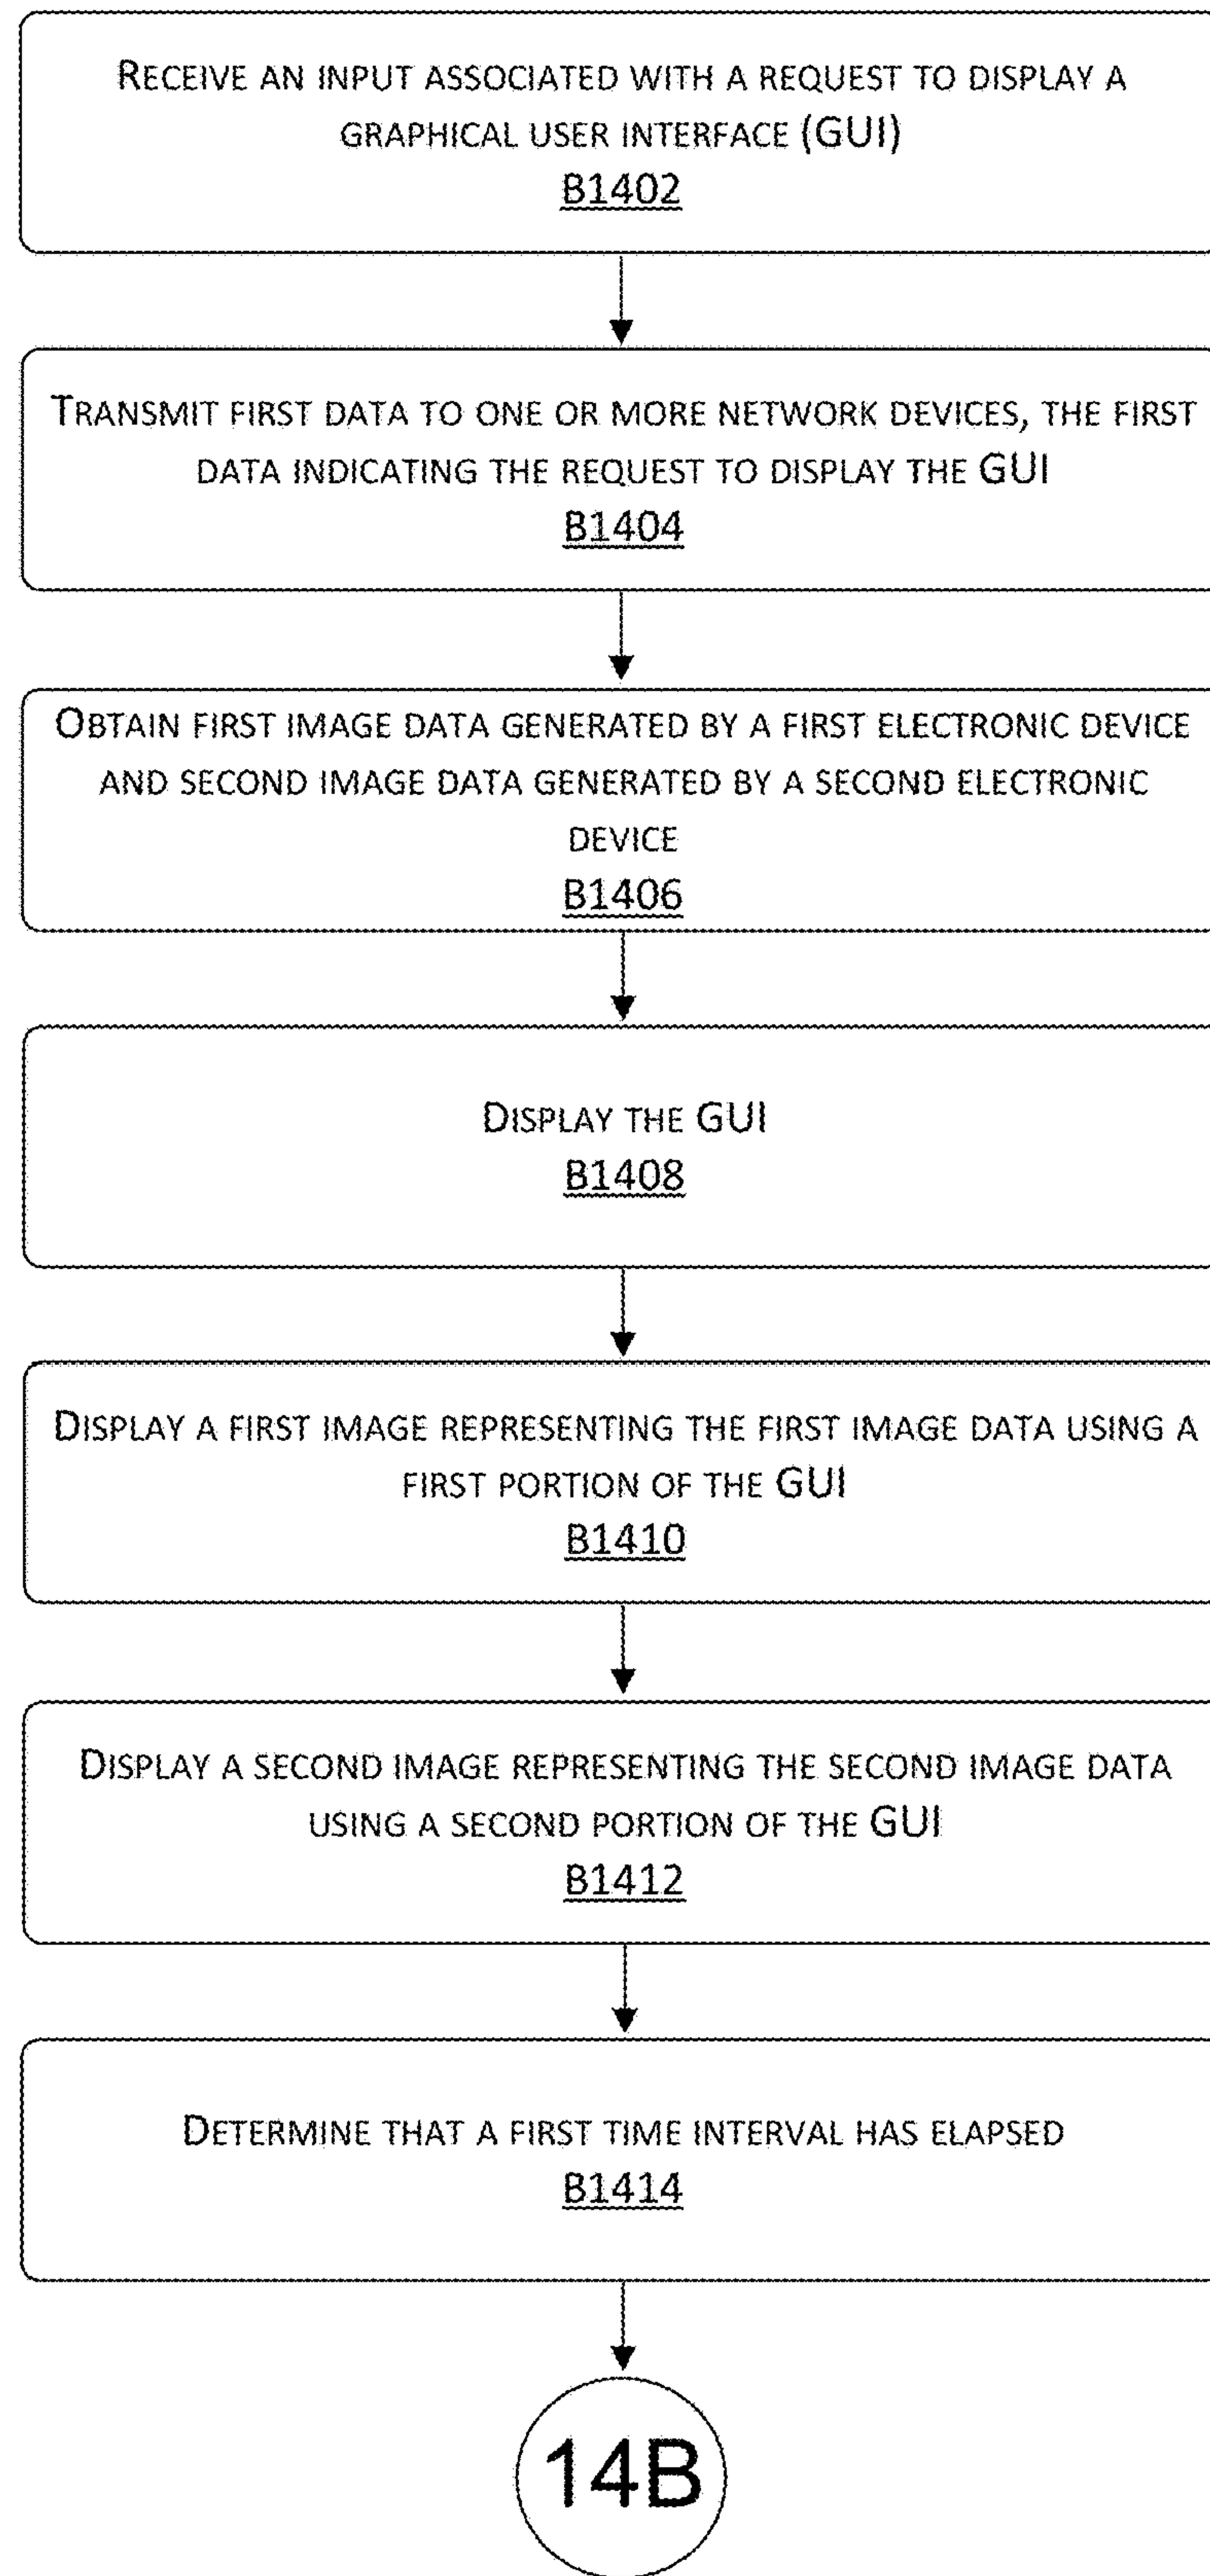 RECEIVE AN INPUT ASSOCIATED WITH A REQUEST TO DISPLAY A
GRAPHICAL USER INTERFACE (GUI)
B1402
TRANSMIT FIRST DATA TO ONE OR MORE NETWORK DEVICES, THE FIRST
DATA INDICATING THE REQUEST TO DISPLAY THE GUI
B1404
OBTAIN FIRST IMAGE DATA GENERATED BY A FIRST ELECTRONIC DEVICE
AND SECOND IMAGE DATA GENERATED BY A SECOND ELECTRONIC
DEVICE
B1406
DISPLAY THE GUI
B1408
DISPLAY A FIRST IMAGE REPRESENTING THE FIRST IMAGE DATA USING A
FIRST PORTION OF THE GUI
B1410
DISPLAY A SECOND IMAGE REPRESENTING THE SECOND IMAGE DATA
USING A SECOND PORTION OF THE GUI
B1412
DETERMINE THAT A FIRST TIME INTERVAL HAS ELAPSED
B1414
14B